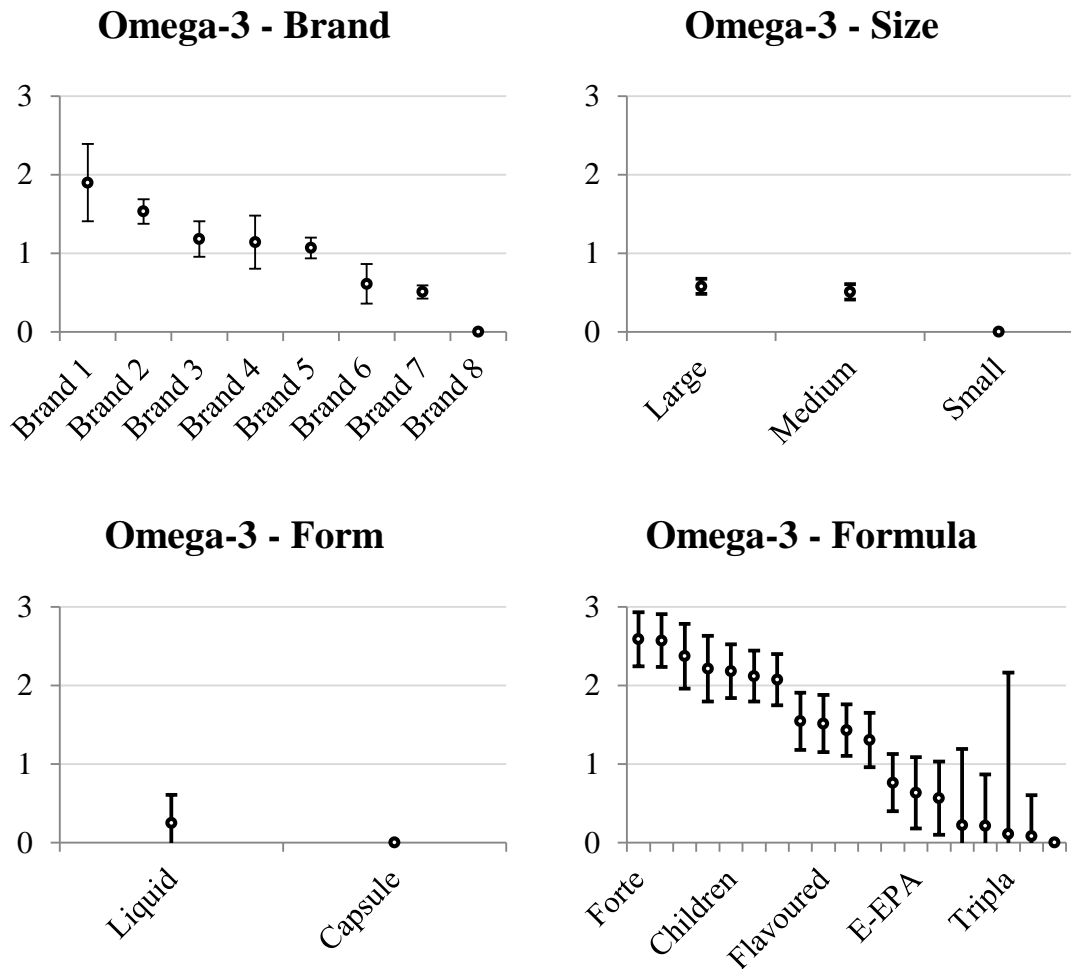 Omega-3 - Brand
3
2
1
0
Brand 1
Brand 2
Brand 3
Brand 4
Brand 5
Brand 6
Brand 7
Brand 8
Omega-3 - Size
3
2
1
0
Large
Medium
Small
Omega-3 - Form
3
2
1
0
Liquid
Capsule
Omega-3 - Formula
3
2
1
0
Forte
Children
Flavoured
E-EPA
Tripla